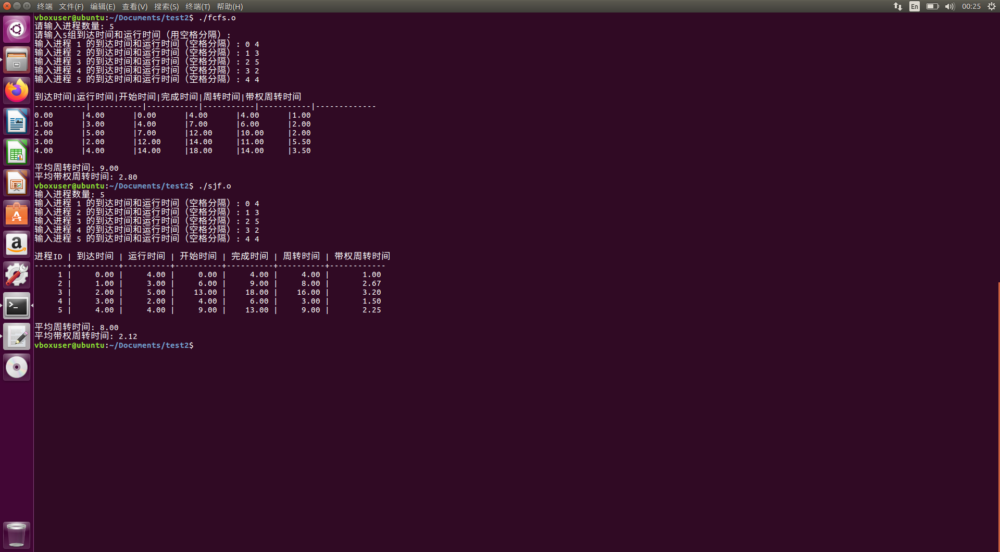 终端 文件(F) 编辑(E) 查看(V) 搜索(S) 终端(T) 帮助(H) En 00:25
vboxuser@ubuntu:~/Documents/test2$ ./fcfs.o
请输入进程数量: 5
请输入5组到达时间和运行时间（用空格分隔）:
输入进程 1 的到达时间和运行时间（空格分隔）: 0 4
输入进程 2 的到达时间和运行时间（空格分隔）: 1 3
输入进程 3 的到达时间和运行时间（空格分隔）: 2 5
输入进程 4 的到达时间和运行时间（空格分隔）: 3 2
输入进程 5 的到达时间和运行时间（空格分隔）: 4 4
到达时间|运行时间|开始时间|完成时间|周转时间|带权周转时间
-----------|-----------|-----------|-----------|-----------|-------------
0.00      |4.00      |0.00      |4.00      |4.00      |1.00
1.00      |3.00      |4.00      |7.00      |6.00      |2.00
2.00      |5.00      |7.00      |12.00     |10.00     |2.00
3.00      |2.00      |12.00     |14.00     |11.00     |5.50
4.00      |4.00      |14.00     |18.00     |14.00     |3.50
平均周转时间: 9.00
平均带权周转时间: 2.80
vboxuser@ubuntu:~/Documents/test2$ ./sjf.o
输入进程数量: 5
输入进程 1 的到达时间和运行时间（空格分隔）: 0 4
输入进程 2 的到达时间和运行时间（空格分隔）: 1 3
输入进程 3 的到达时间和运行时间（空格分隔）: 2 5
输入进程 4 的到达时间和运行时间（空格分隔）: 3 2
输入进程 5 的到达时间和运行时间（空格分隔）: 4 4
进程ID | 到达时间 | 运行时间 | 开始时间 | 完成时间 | 周转时间 | 带权周转时间
-------+----------+----------+----------+----------+----------+------------
     1 |     0.00 |     4.00 |     0.00 |     4.00 |     4.00 |       1.00
     2 |     1.00 |     3.00 |     6.00 |     9.00 |     8.00 |       2.67
     3 |     2.00 |     5.00 |    13.00 |    18.00 |    16.00 |       3.20
     4 |     3.00 |     2.00 |     4.00 |     6.00 |     3.00 |       1.50
     5 |     4.00 |     4.00 |     9.00 |    13.00 |     9.00 |       2.25
平均周转时间: 8.00
平均带权周转时间: 2.12
vboxuser@ubuntu:~/Documents/test2$